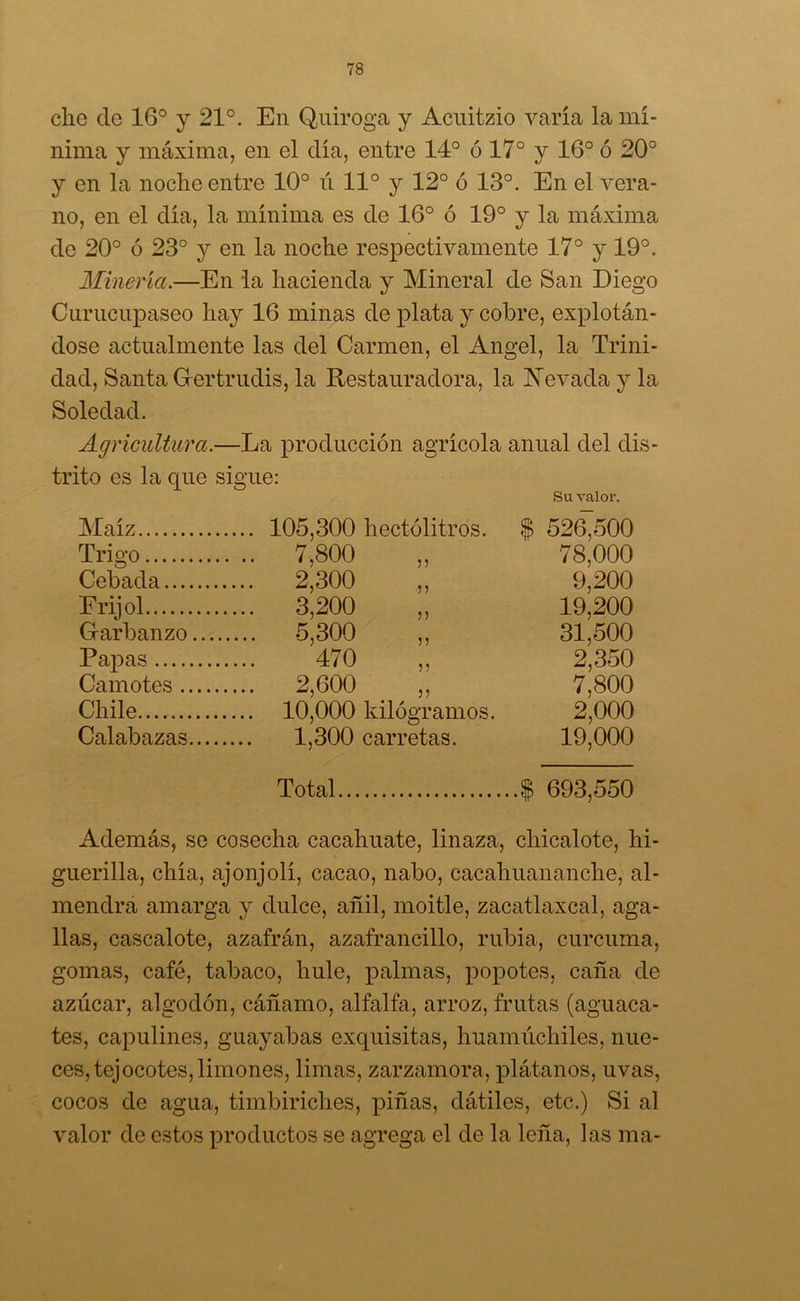 78
che de 16° y 21°. En Quiroga y Acuitzio varía la mí-
nima y máxima, en el día, entre 14° ó 17° y 16° ó 20°
y en la noche entre 10° ú 11° y 12° ó 13°. En el vera-
no, en el día, la mínima es de 16° ó 19° y la máxima
de 20° ó 23° y en la noche respectivamente 17° y 19°.
Minería.—En la hacienda y Mineral de San Diego
Curucupaseo hay 16 minas de plata y cobre, explotán-
dose actualmente las del Carmen, el Angel, la Trini-
dad, Santa Gertrudis, la Restauradora, la Nevada y la
Soledad.
Agricultura.—La producción agrícola anual del dis-
trito es la que sigue:
Su valor.
Maíz............... 105,300 hectólitros. $ 526,500
Trigo............. 7,800 ,, 78,000
Cebada............ 2,300 ,, 9,200
Frijol.............. 3,200 ,, 19,200
Garbanzo........ 5,300 ,, 31,500
Papas............. 470 ,, 2,350
Camotes.......... 2,600 ,, 7,800
Chile............... 10,000 kilógramos. 2,000
Calabazas........ 1,300 carretas. 19,000
Total.......................$ 693,550
Además, se cosecha cacahuate, linaza, chicalote, hi-
guerilla, chía, ajonjolí, cacao, nabo, cacahuananche, al-
mendra amarga y dulce, añil, moitle, zacatlaxcal, aga-
llas, cascalote, azafrán, azafrancillo, rubia, curcuma,
gomas, café, tabaco, hule, palmas, popotes, caña de
azúcar, algodón, cáñamo, alfalfa, arroz, frutas (aguaca-
tes, capulines, guayabas exquisitas, huamúchiles, nue-
ces, tejocotes, limones, limas, zarzamora, plátanos, uvas,
cocos de agua, timbiriches, piñas, dátiles, etc.) Si al
valor de estos productos se agrega el de la leña, las ma-